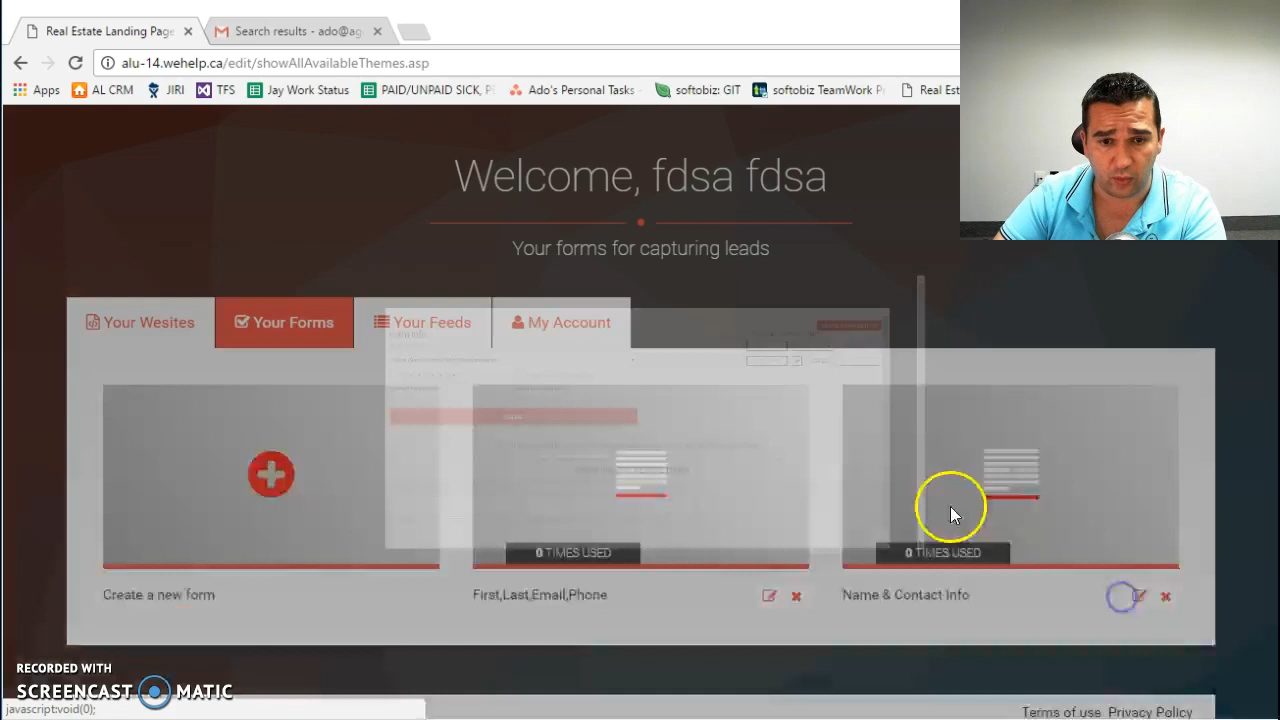 Real Estate Landing Page
Search results - ado@ag
alu-14.wehelp.ca/edit/showAllAvailableThemes.asp
Apps AL CRM JIRI TFS Jay Work Status PAID/UNPAID SICK, Ado's Personal Tasks - softobiz: GIT softobiz TeamWork Real Est
Welcome, fdsa fdsa
Your forms for capturing leads
Your Wesites Your Forms Your Feeds My Account
0 TIMES USED 0 TIMES USED
Create a new form First,Last,Email,Phone Name & Contact Info
RECORDED WITH
SCREENCAST MATIC
javascript:void(0);
Terms of use Privacy Policy